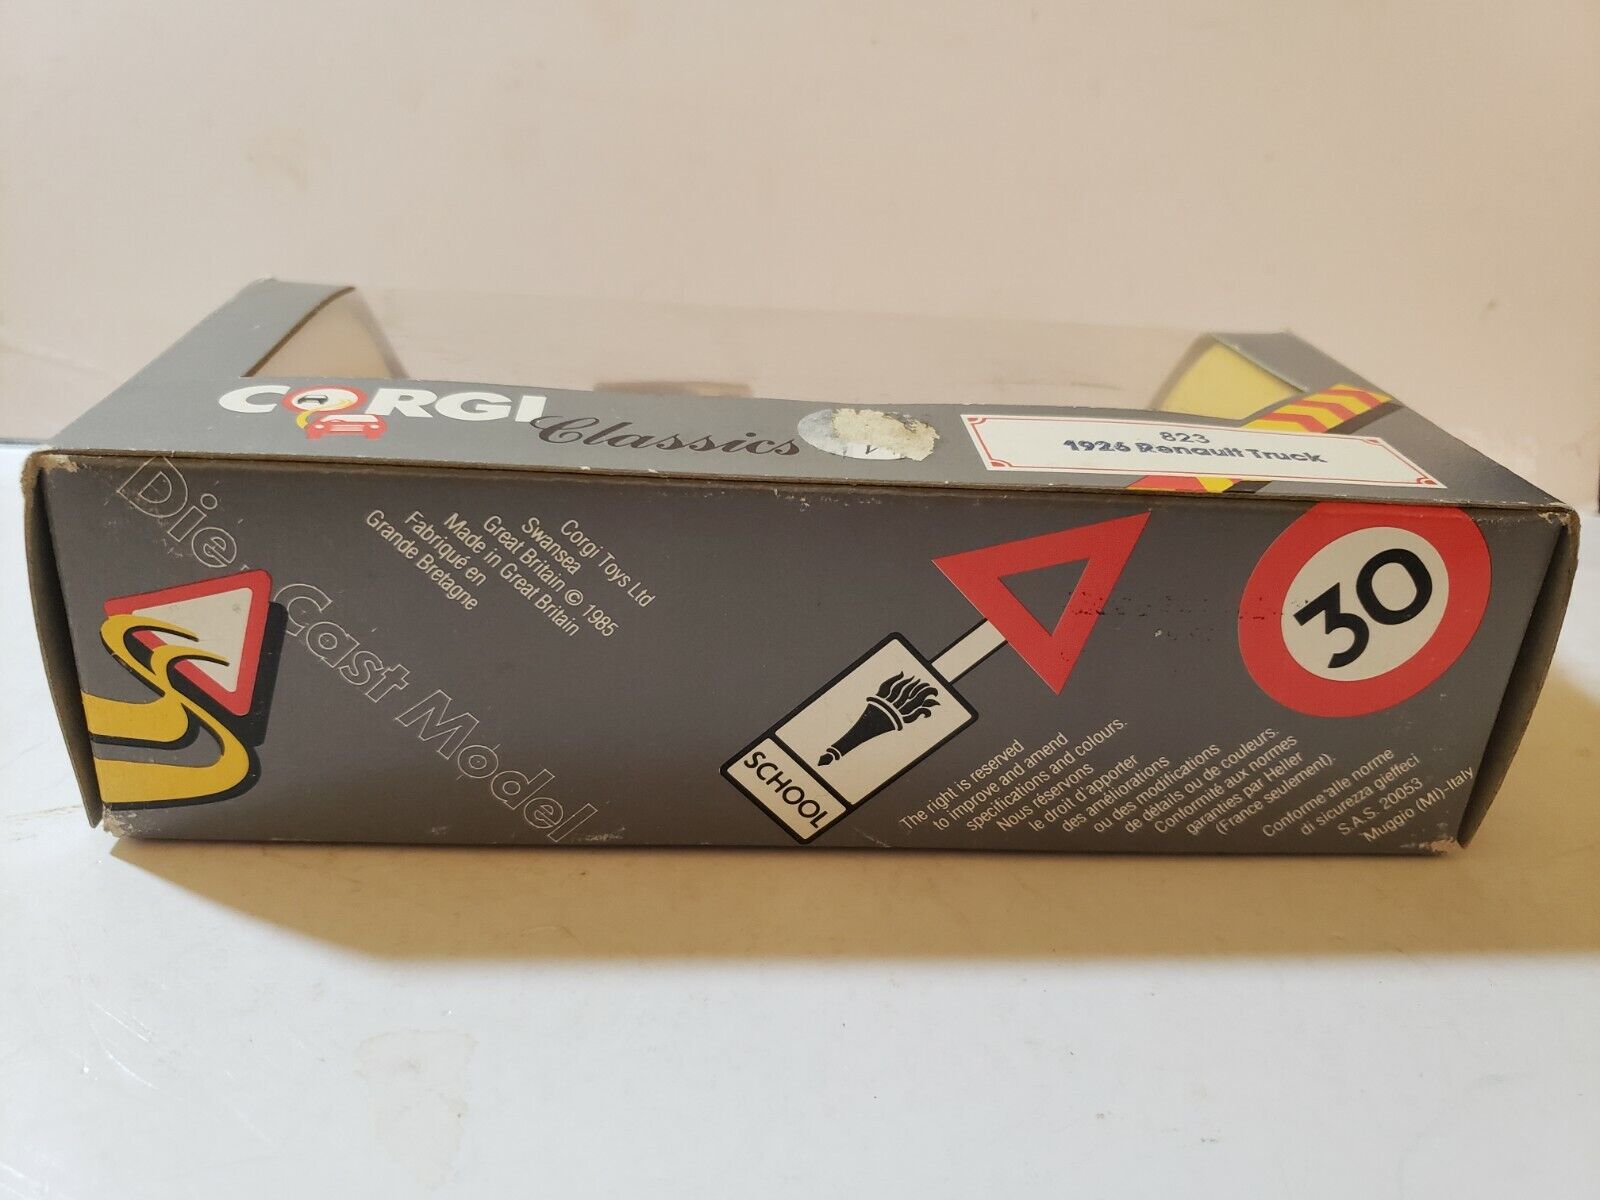 CORGI
Classics
V
823
1926 Renault Truck
Die-Cast Model
Corgi Toys Ltd
Swansea
Great Britain © 1985
Made in Great Britain
Fabriqué en
Grande Bretagne
30
SCHOOL
The right is reserved
to improve and amend
specifications and colours.
Nous réservons
le droit d'apporter
des améliorations
ou des modifications
de détails ou de couleurs.
Conformité aux normes
garanties par Heller
(France seulement).
Conforme alle norme
di sicurezza gieffeci
S.A.S. 20053
Muggio (MI)-Italy